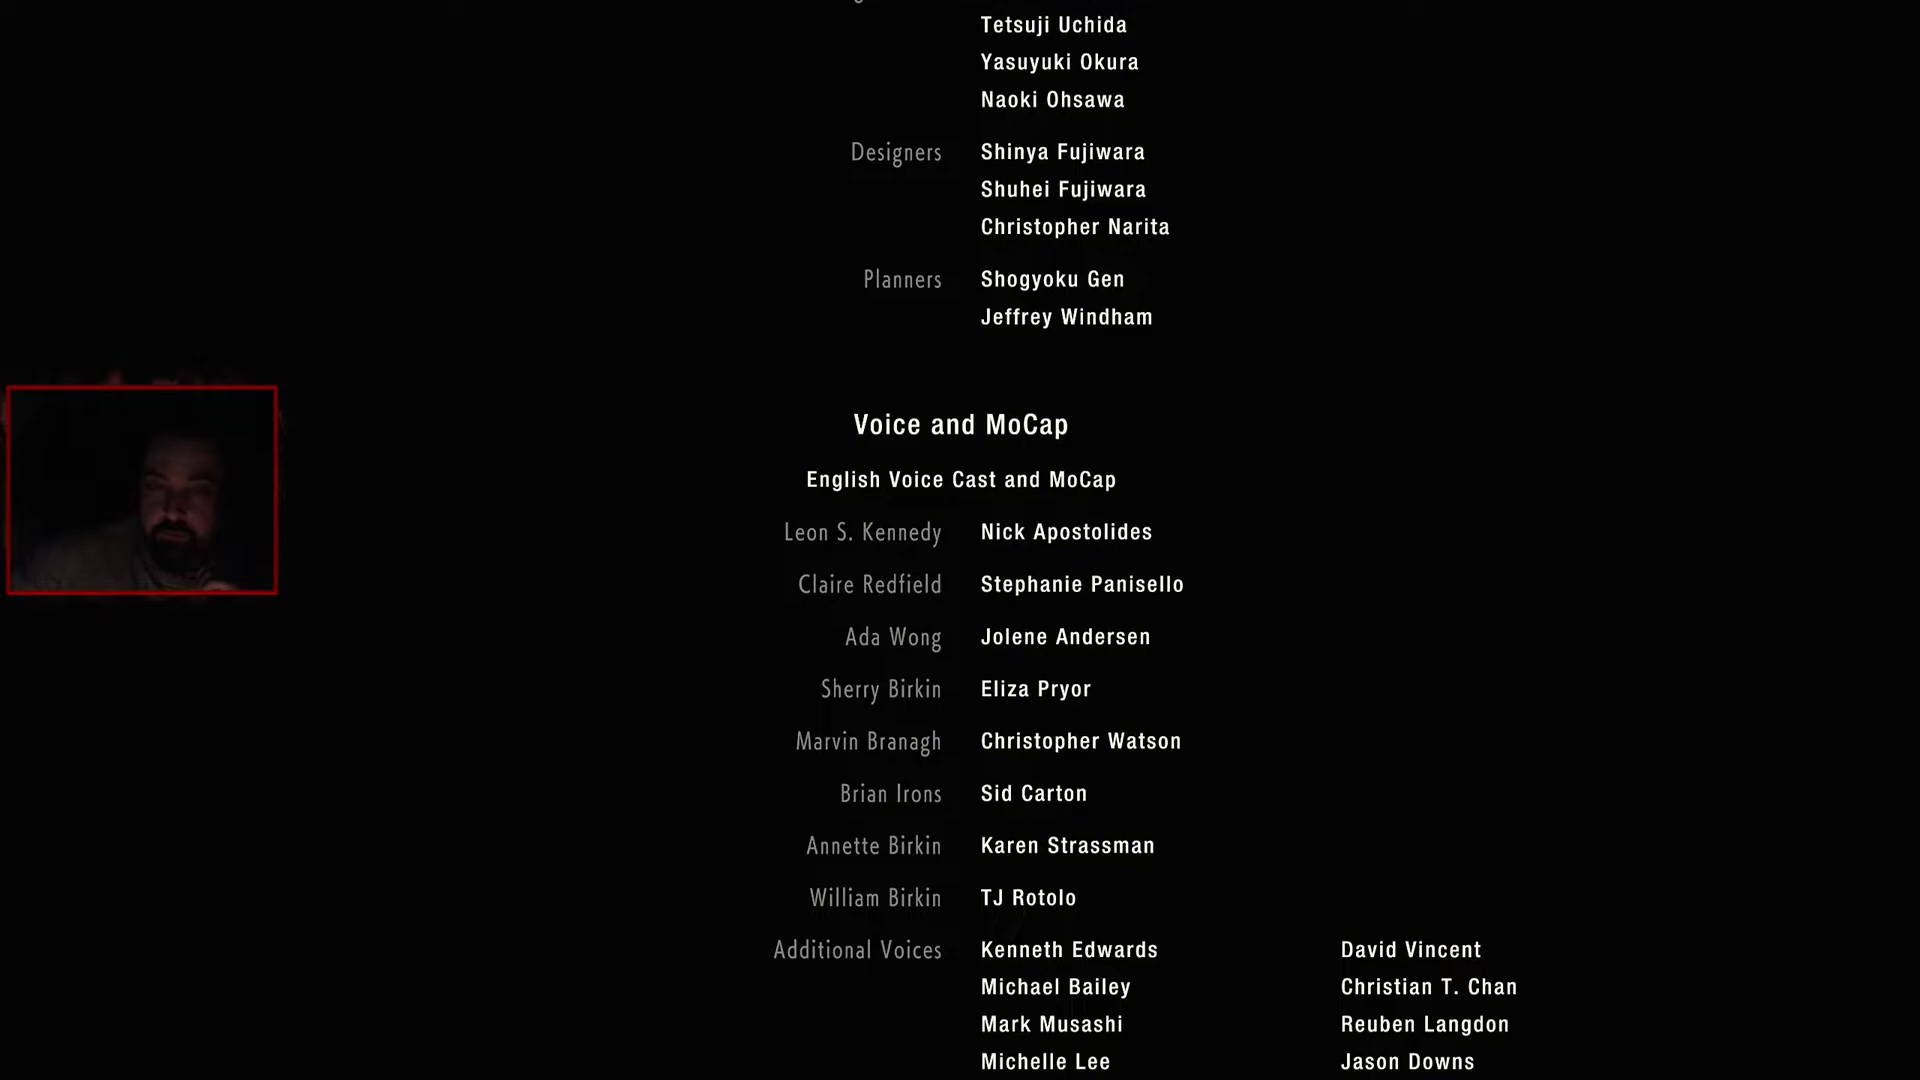 Tetsuji Uchida
Yasuyuki Okura
Naoki Ohsawa
Designers Shinya Fujiwara
Shuhei Fujiwara
Christopher Narita
Planners Shogyoku Gen
Jeffrey Windham
Voice and MoCap
English Voice Cast and MoCap
Leon S. Kennedy Nick Apostolides
Claire Redfield Stephanie Panisello
Ada Wong Jolene Andersen
Sherry Birkin Eliza Pryor
Marvin Branagh Christopher Watson
Brian Irons Sid Carton
Annette Birkin Karen Strassman
William Birkin TJ Rotolo
Additional Voices Kenneth Edwards David Vincent
Michael Bailey Christian T. Chan
Mark Musashi Reuben Langdon
Michelle Lee Jason Downs